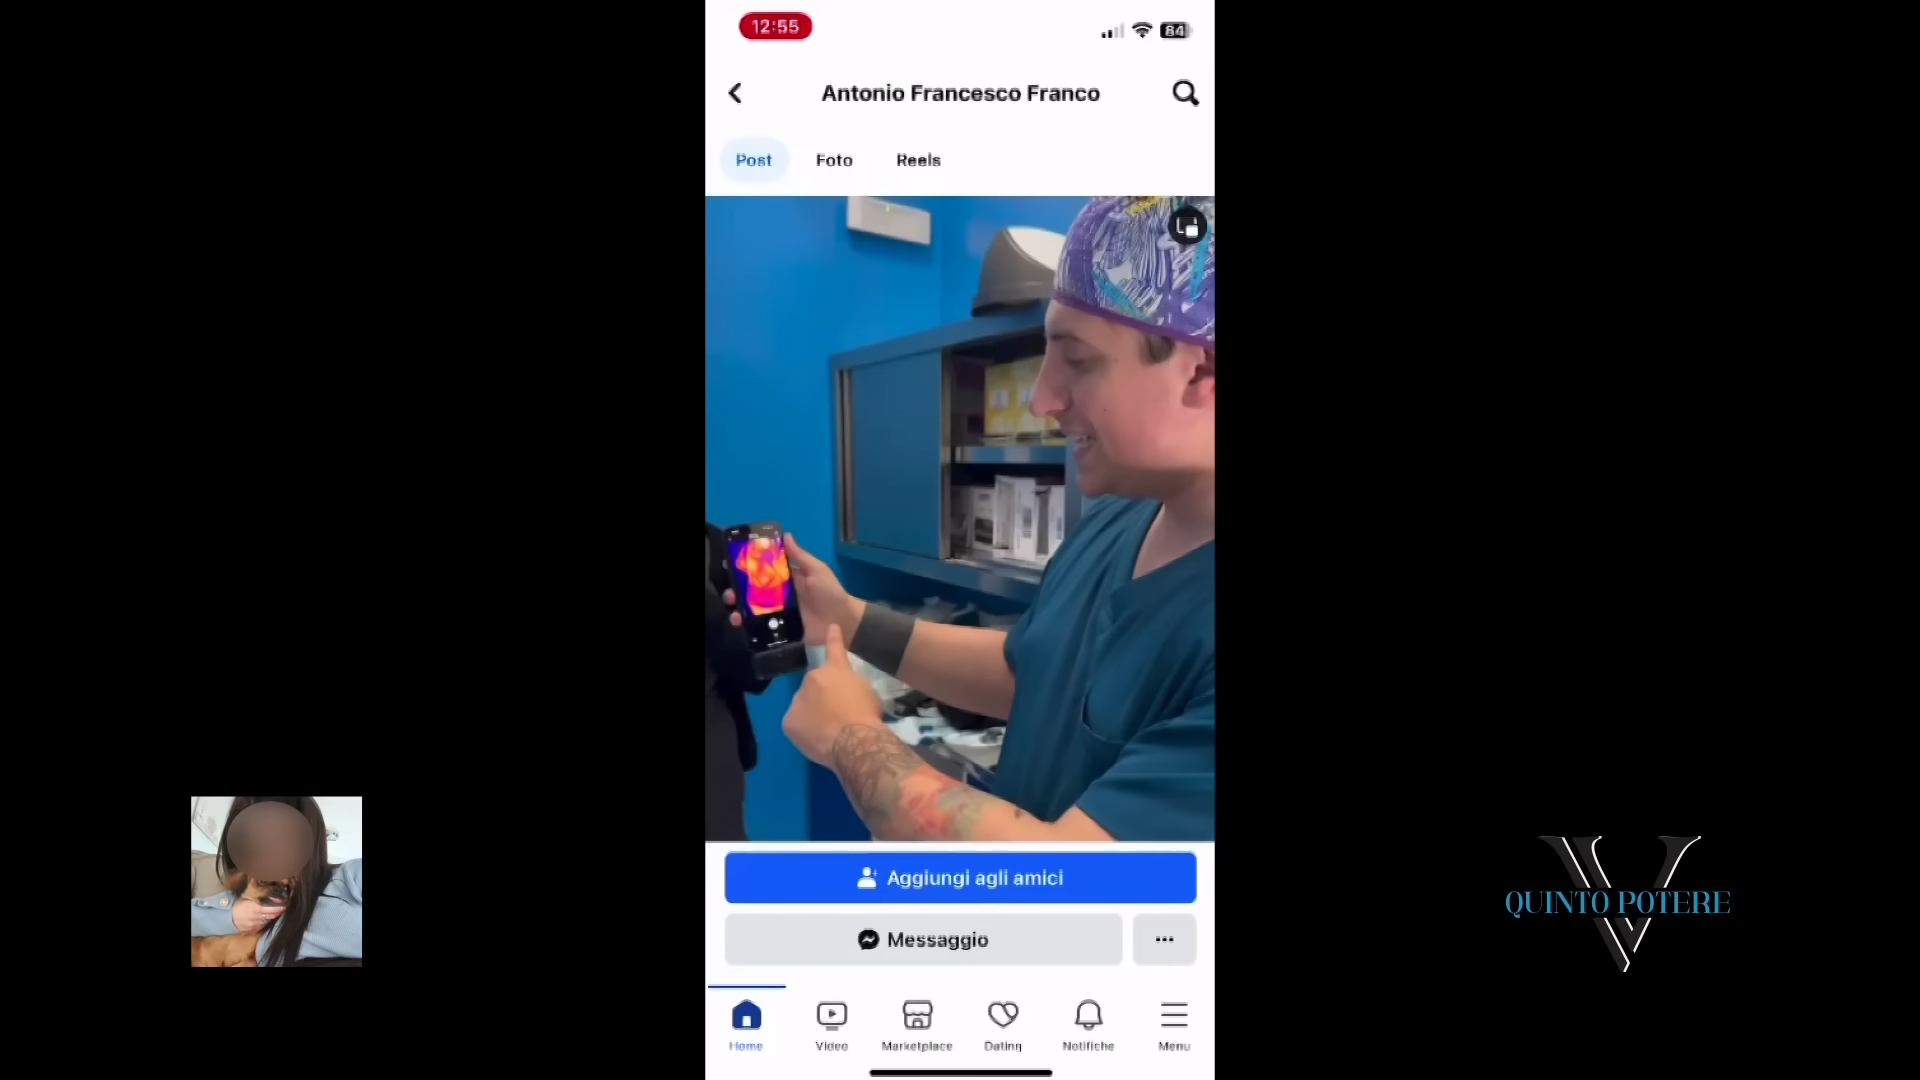 12:55
84
Antonio Francesco Franco
Post
Foto
Reels
Aggiungi agli amici
Messaggio
Home
Video
Marketplace
Dating
Notifiche
Menu
QUINTO POTERE